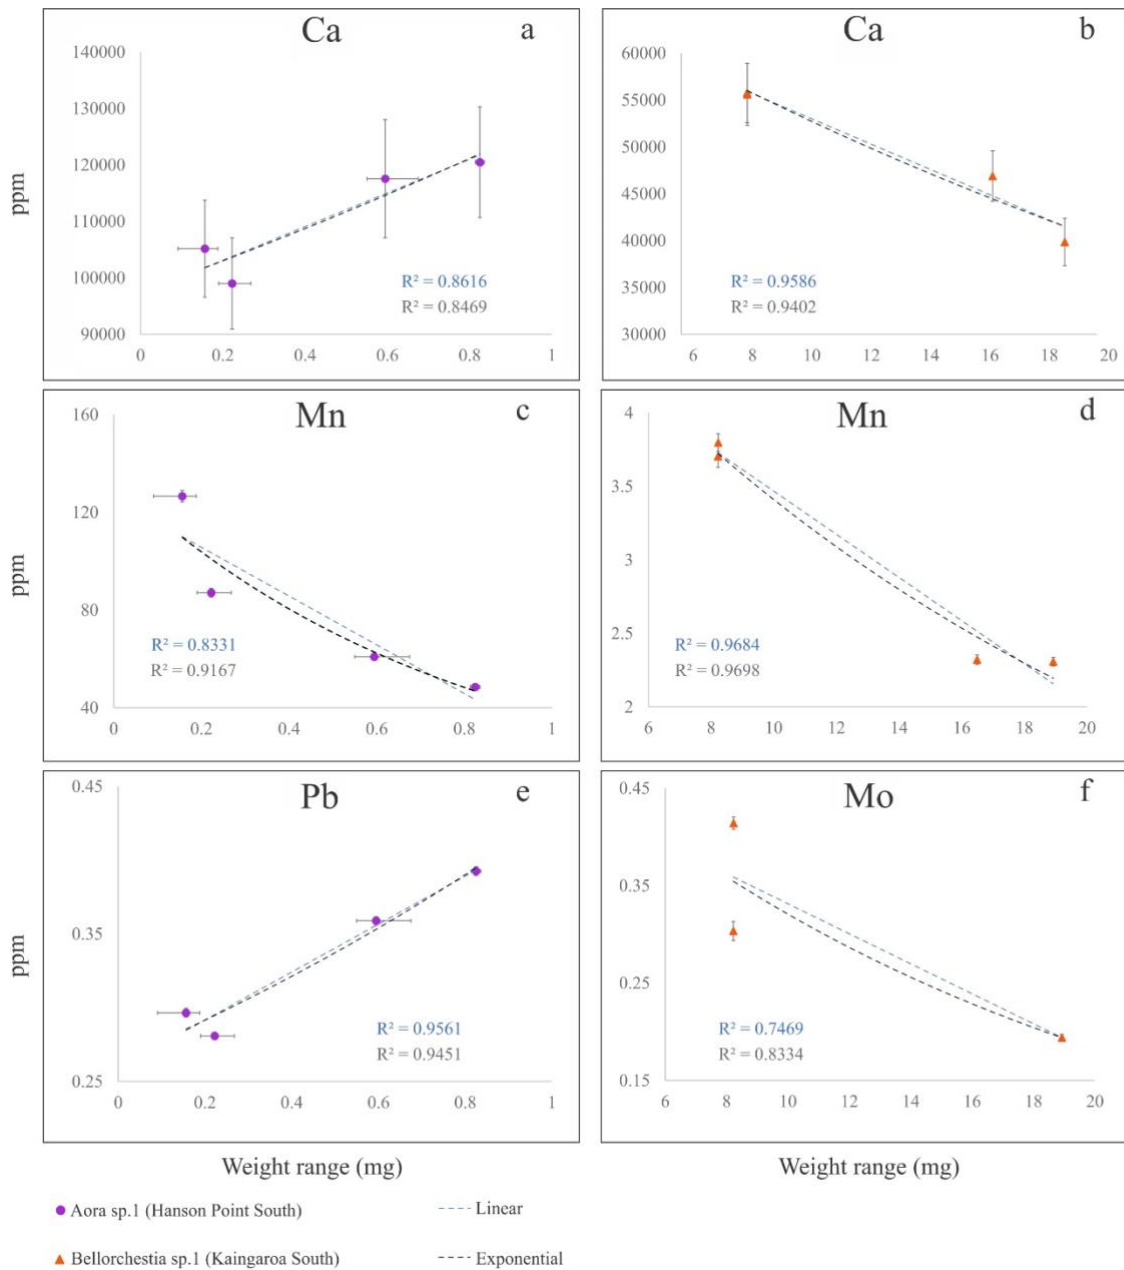 Ca a
140000
130000
120000
110000
100000
90000
ppm
R² = 0.8616
R² = 0.8469
0 0.2 0.4 0.6 0.8 1
Ca b
60000
55000
50000
45000
40000
35000
30000
R² = 0.9586
R² = 0.9402
6 8 10 12 14 16 18 20
Mn c
160
120
80
40
ppm
R² = 0.8331
R² = 0.9167
0 0.2 0.4 0.6 0.8 1
Mn d
4
3.5
3
2.5
2
R² = 0.9684
R² = 0.9698
6 8 10 12 14 16 18 20
Pb e
0.45
0.35
0.25
ppm
R² = 0.9561
R² = 0.9451
0 0.2 0.4 0.6 0.8 1
Mo f
0.45
0.35
0.25
0.15
R² = 0.7469
R² = 0.8334
6 8 10 12 14 16 18 20
Weight range (mg)
Weight range (mg)
Aora sp.1 (Hanson Point South)
Linear
Bellorchestia sp.1 (Kaingaroa South)
Exponential